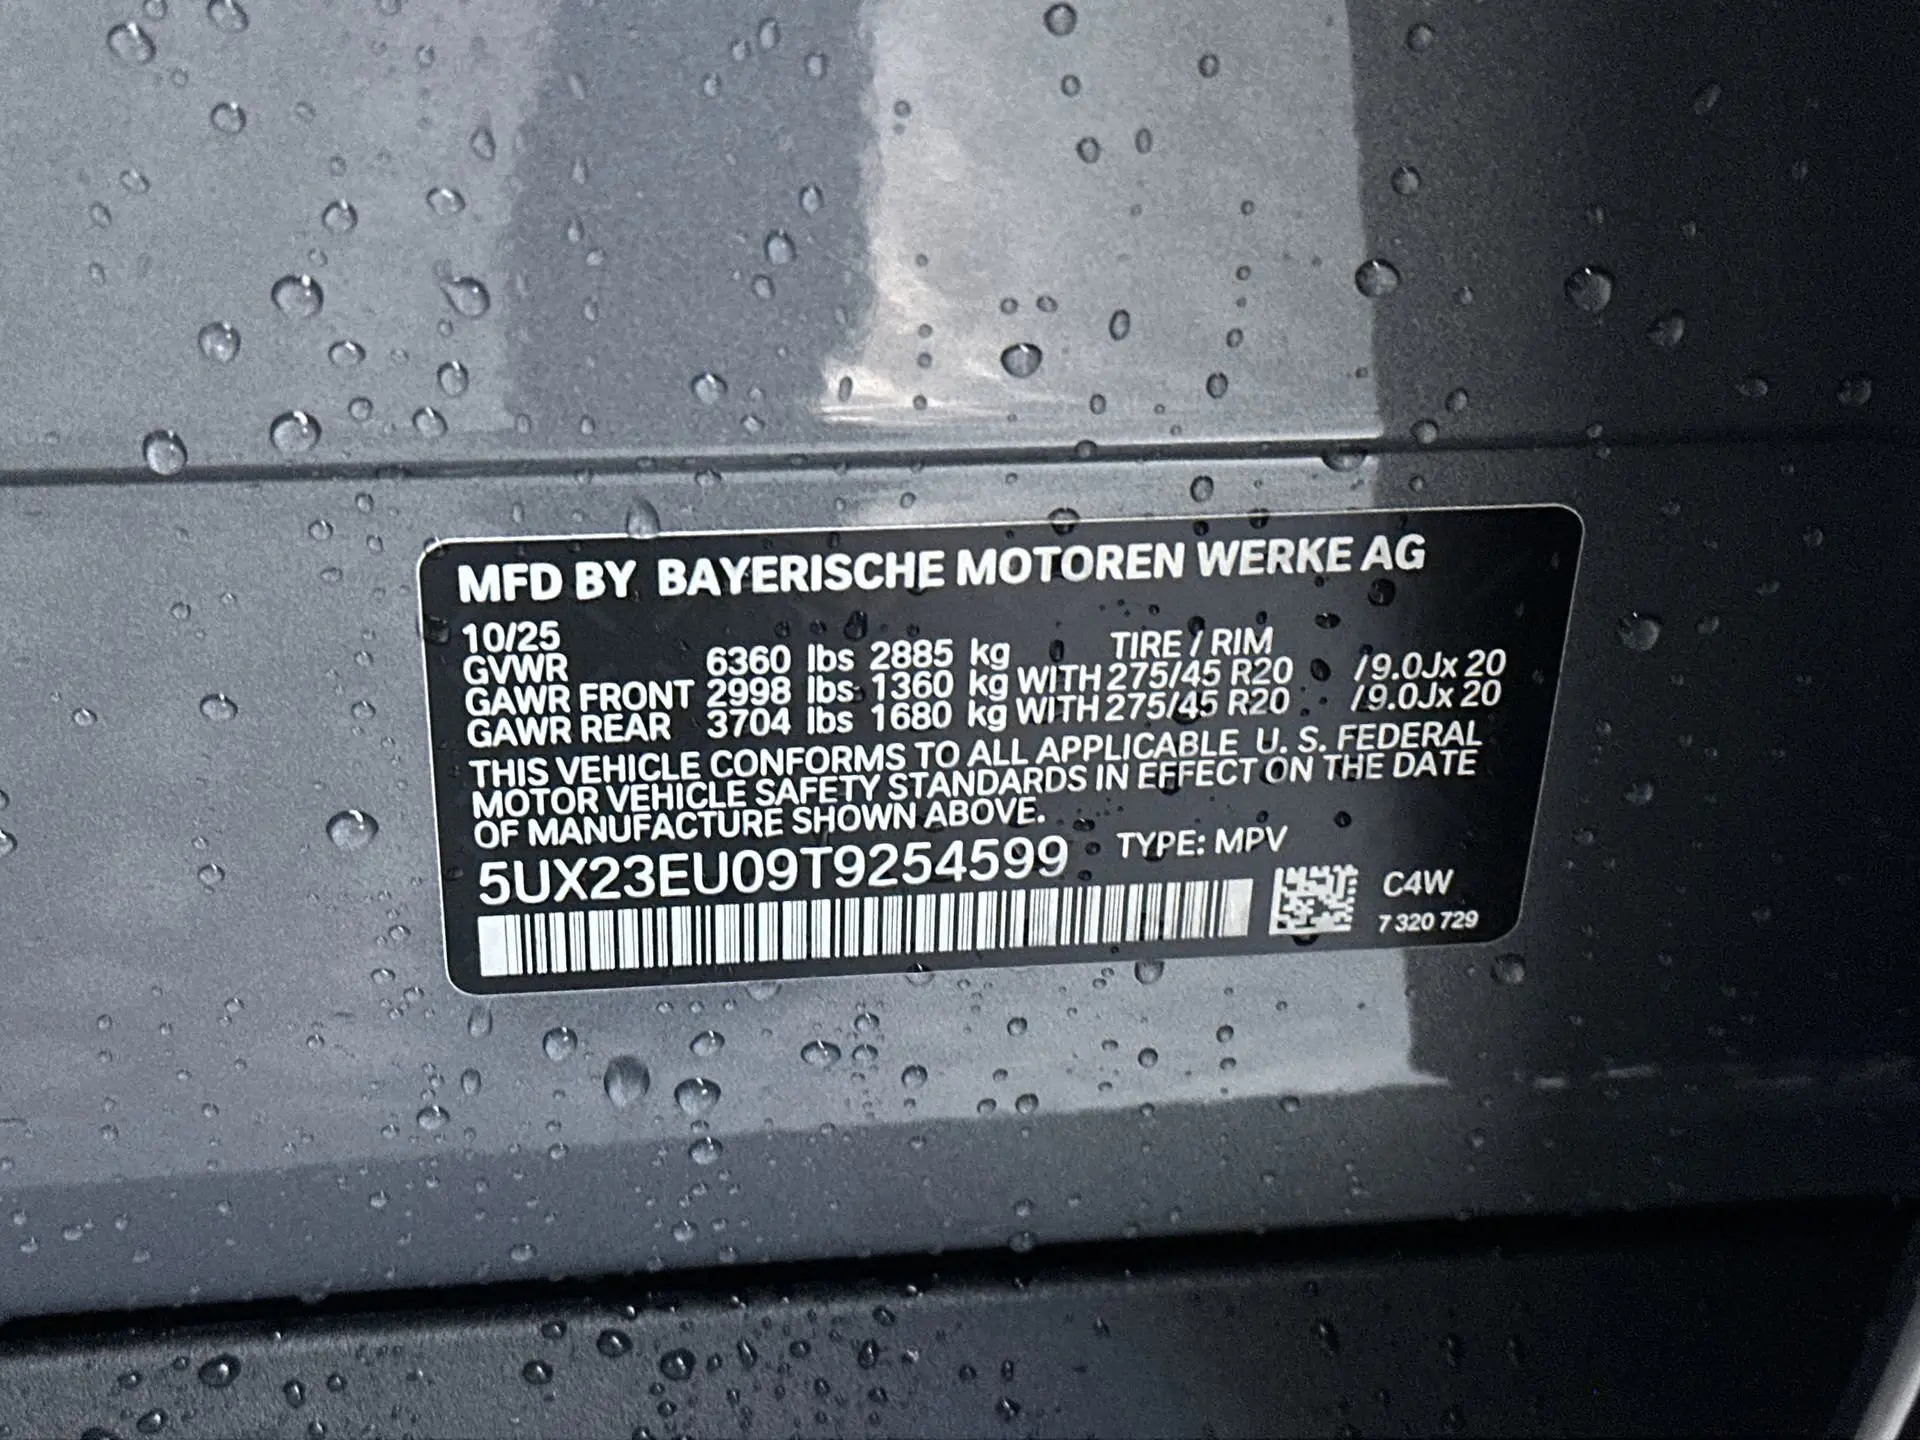 MFD BY BAYERISCHE MOTOREN WERKE AG
10/25 TIRE / RIM
GVWR 6360 lbs 2885 kg
GAWR FRONT 2998 lbs 1360 kg WITH 275/45 R20 /9.0Jx 20
GAWR REAR 3704 lbs 1680 kg WITH 275/45 R20 /9.0Jx 20
THIS VEHICLE CONFORMS TO ALL APPLICABLE U. S. FEDERAL
MOTOR VEHICLE SAFETY STANDARDS IN EFFECT ON THE DATE
OF MANUFACTURE SHOWN ABOVE.
5UX23EU09T9254599 TYPE: MPV
C4W
7 320 729